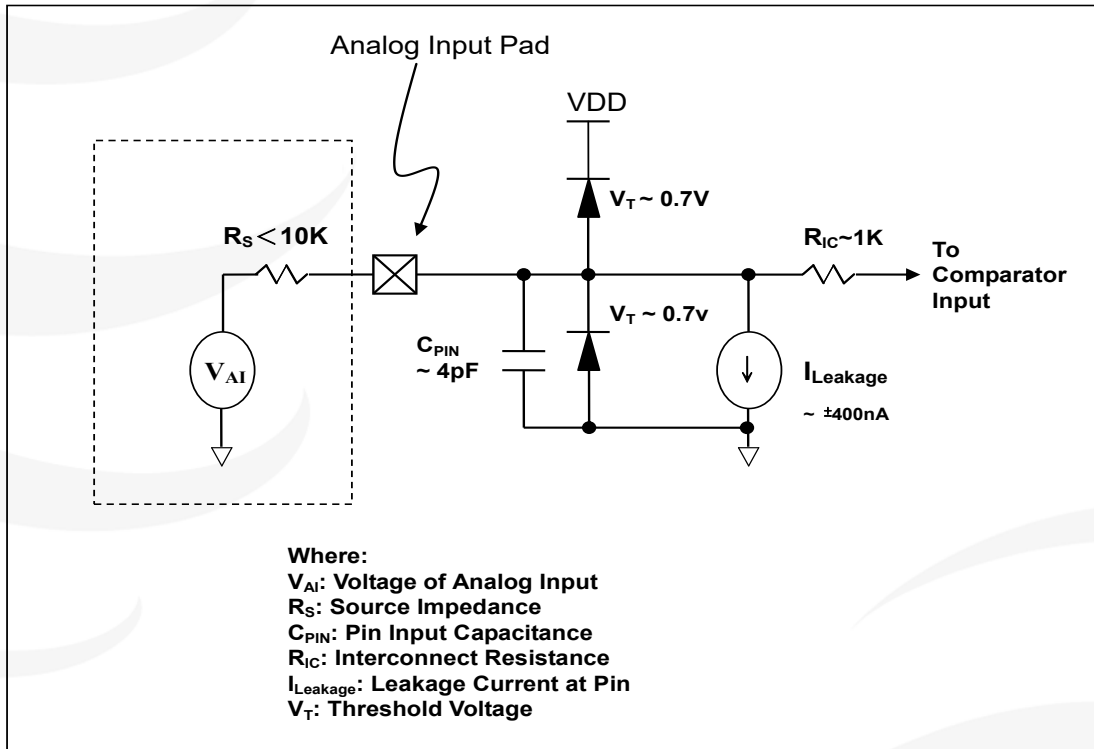 Analog Input Pad
VDD
V_T ~ 0.7V
R_S＜10K
R_IC~1K
To
Comparator
Input
V_T ~ 0.7v
C_PIN
~ 4pF
V_AI
I_Leakage
~ ±400nA
Where:
V_AI: Voltage of Analog Input
R_S: Source Impedance
C_PIN: Pin Input Capacitance
R_IC: Interconnect Resistance
I_Leakage: Leakage Current at Pin
V_T: Threshold Voltage